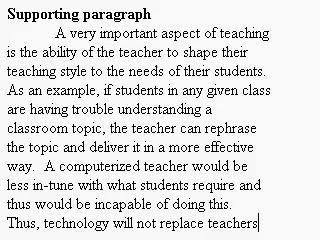 Supporting paragraph
A very important aspect of teaching
is the ability of the teacher to shape their
teaching style to the needs of their students.
As an example, if students in any given class
are having trouble understanding a
classroom topic, the teacher can rephrase
the topic and deliver it in a more effective
way.  A computerized teacher would be
less in-tune with what students require and
thus would be incapable of doing this.
Thus, technology will not replace teachers